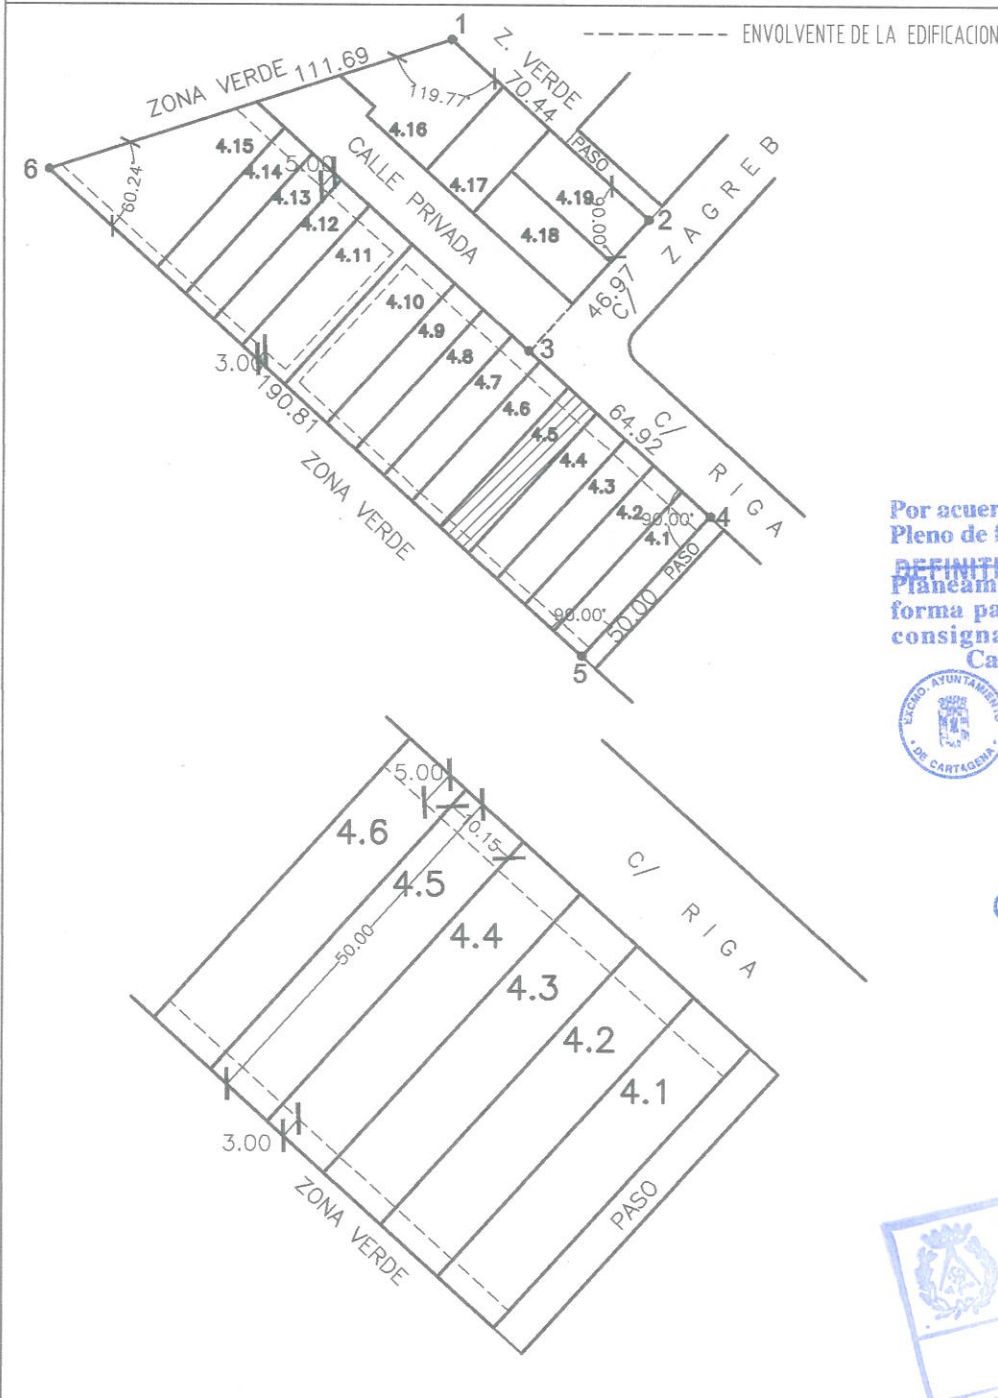 ENVOLVENTE DE LA EDIFICACION
1
Z. VERDE
70.44
ZONA VERDE 111.69
119.77°
6
60.24°
4.15
4.14
5.00
4.13
4.12
4.11
4.16
4.17
4.18
4.19
PASO
90.00°
2
CALLE PRIVADA
C/ ZAGREB
46.97
3
4.10
4.9
4.8
4.7
4.6
4.5
4.4
4.3
4.2
4.1
3.00
190.81
ZONA VERDE
64.92
C/ RIGA
90.00°
4
PASO
50.00
90.00°
5
Por acuer
Pleno de
DEFINITI
Planeam
forma pa
consigna
Ca
EXCMO. AYUNTAMIENTO
DE CARTAGENA
5.00
10.15
4.6
4.5
4.4
4.3
4.2
4.1
50.00
3.00
C/ RIGA
ZONA VERDE
PASO